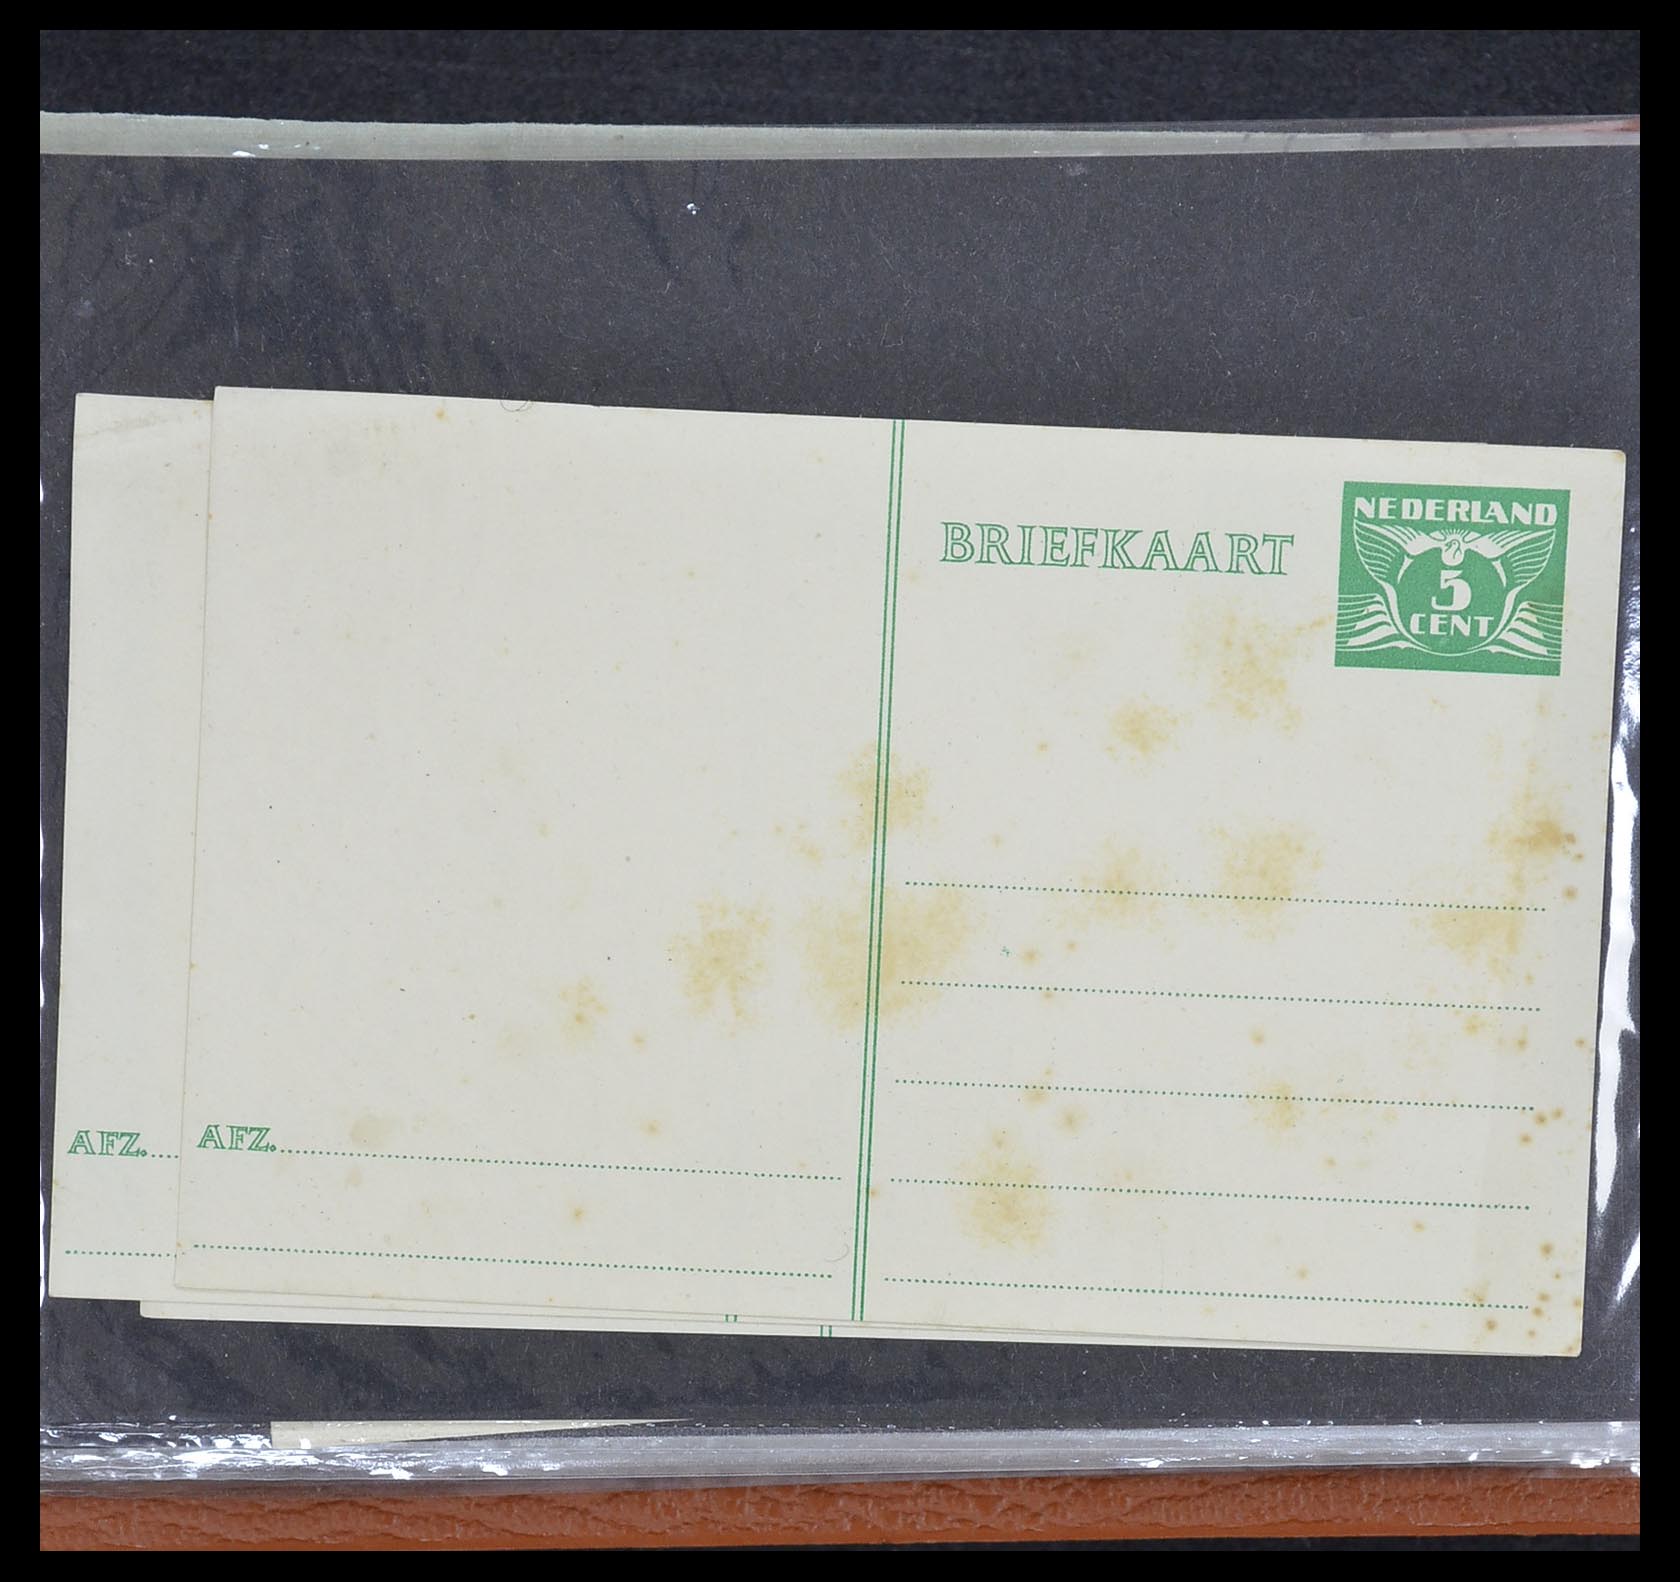 BRIEFKAART
NEDERLAND
5
CENT
AFZ.
AFZ.